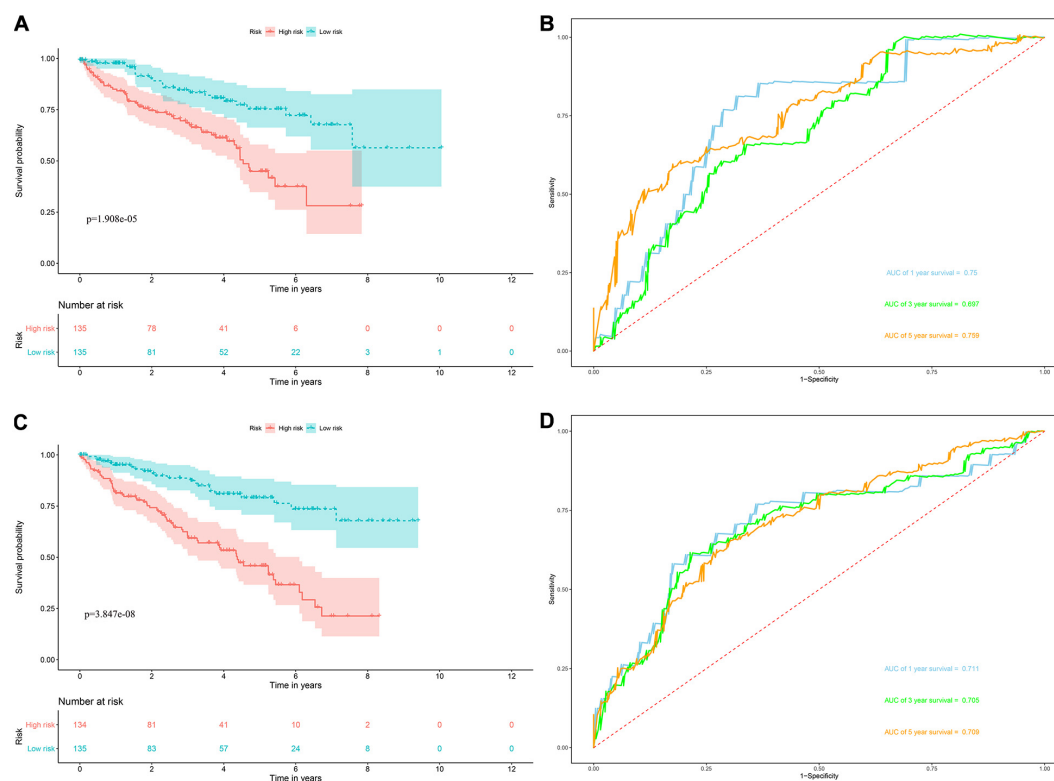 A
Risk High risk Low risk
1.00
0.75
0.50
0.25
0.00
Survival probability
p=1.908e-05
0 2 4 6 8 10 12
Time in years
Number at risk
Risk
High risk 135 78 41 6 0 0 0
Low risk 135 81 52 22 3 1 0
0 2 4 6 8 10 12
Time in years
B
1.00
0.75
0.50
0.25
0.00
Sensitivity
AUC of 1 year survival = 0.75
AUC of 3 year survival = 0.697
AUC of 5 year survival = 0.759
0.00 0.25 0.50 0.75 1.00
1-Specificity
C
Risk High risk Low risk
1.00
0.75
0.50
0.25
0.00
Survival probability
p=3.847e-08
0 2 4 6 8 10 12
Time in years
Number at risk
Risk
High risk 134 81 41 10 2 0 0
Low risk 135 83 57 24 8 0 0
0 2 4 6 8 10 12
Time in years
D
1.00
0.75
0.50
0.25
0.00
Sensitivity
AUC of 1 year survival = 0.711
AUC of 3 year survival = 0.705
AUC of 5 year survival = 0.709
0.00 0.25 0.50 0.75 1.00
1-Specificity